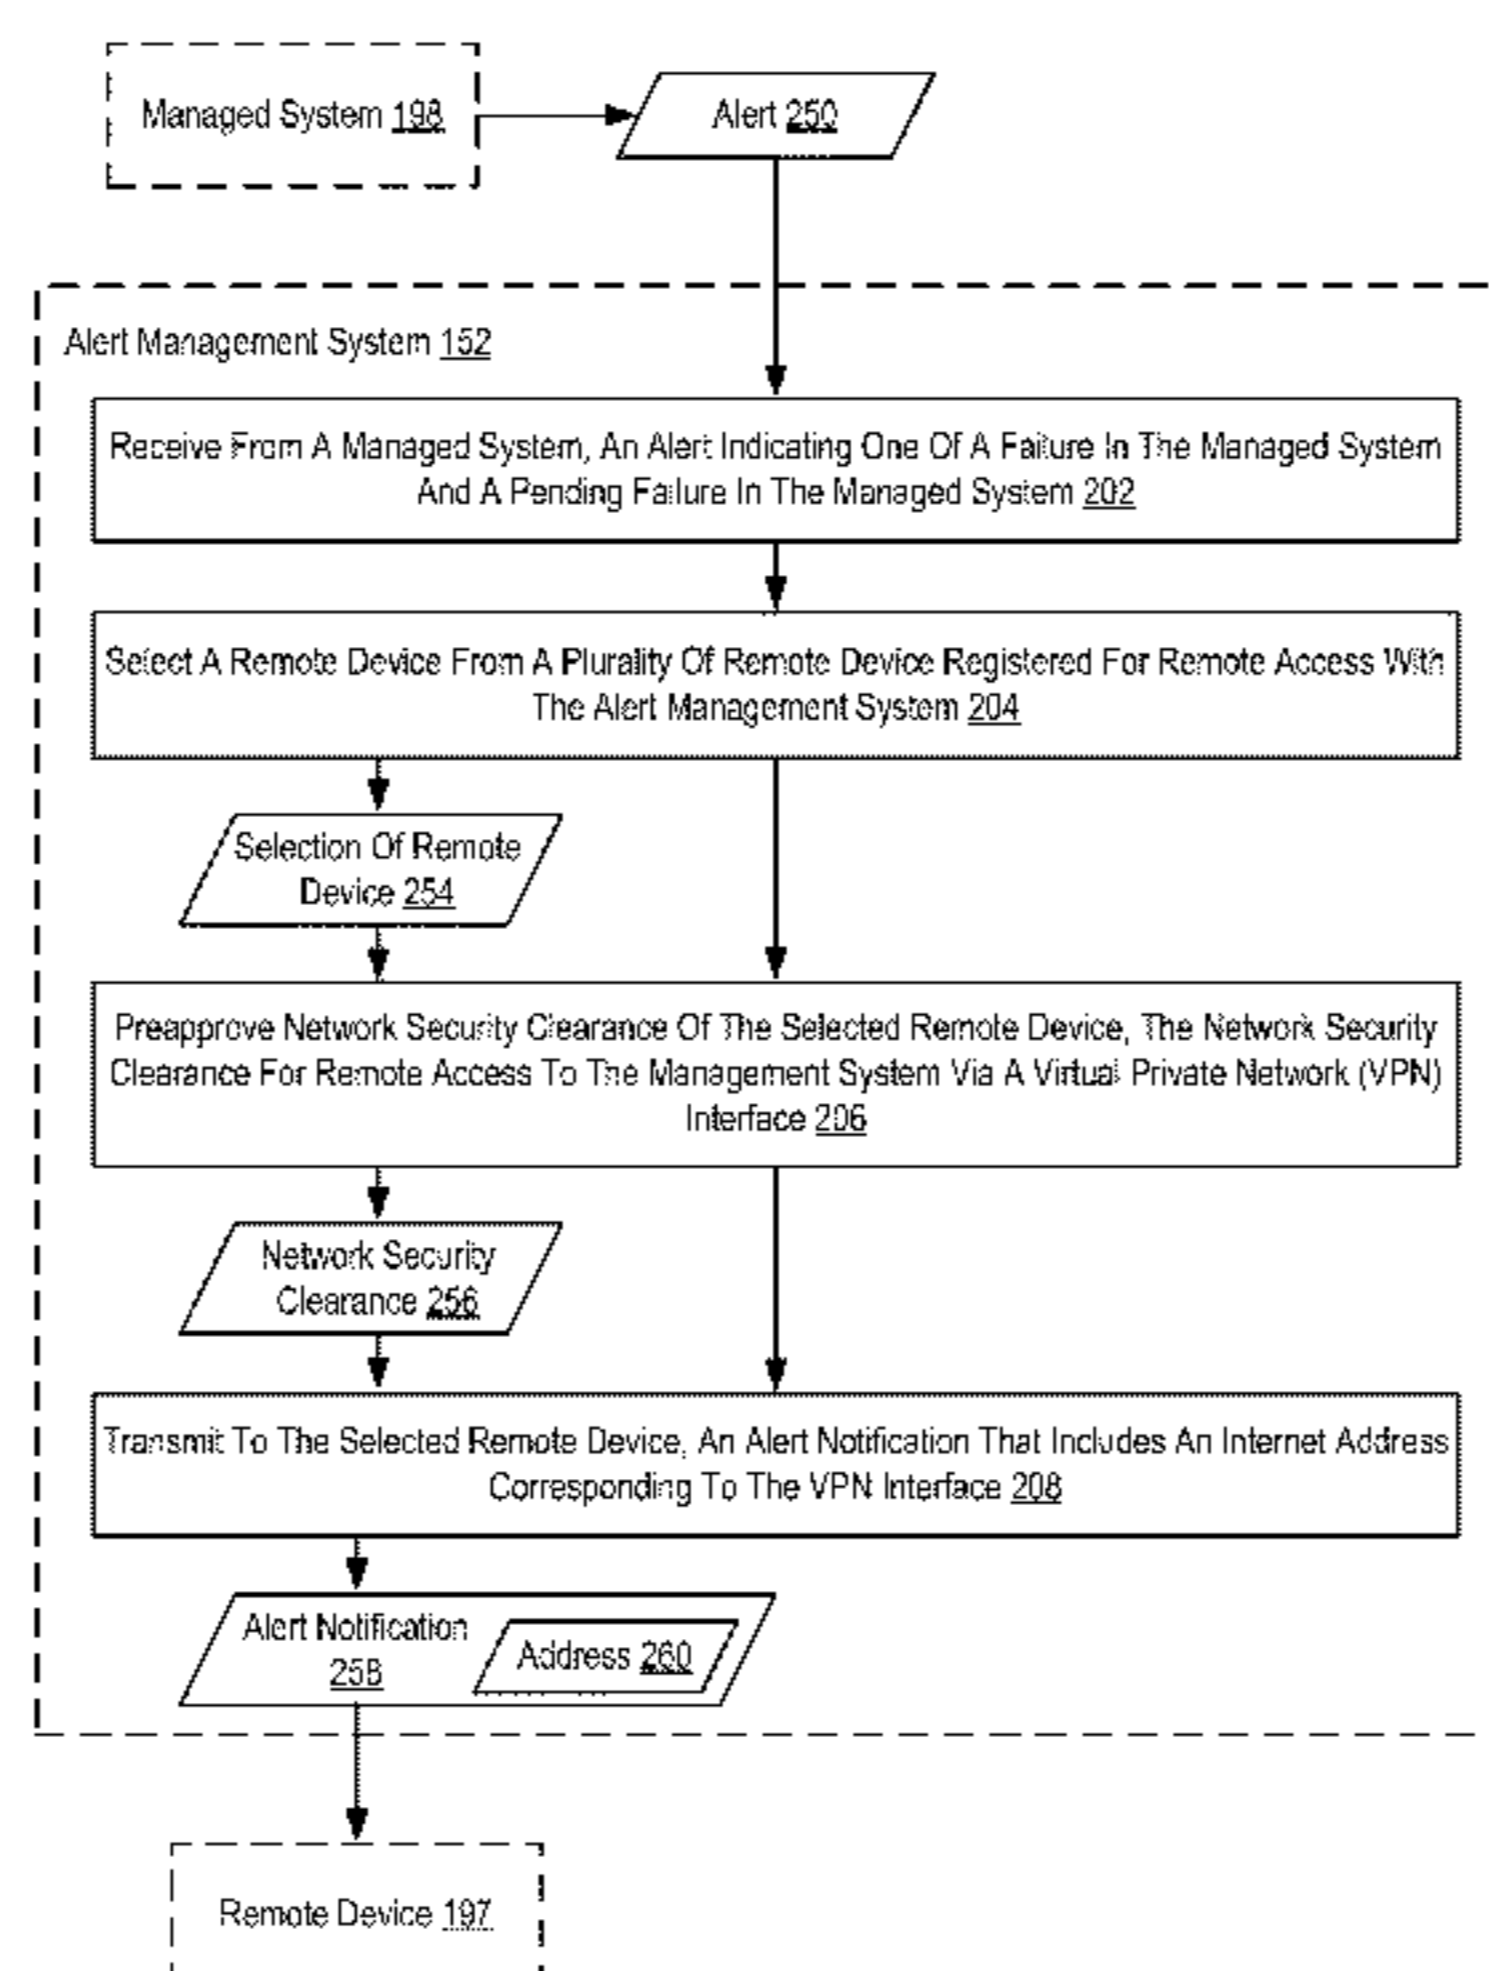 Managed System 198
Alert 250
Alert Management System 152
Receive From A Managed System, An Alert Indicating One Of A Failure In The Managed System
And A Pending Failure In The Managed System 202
Select A Remote Device From A Plurality Of Remote Device Registered For Remote Access With
The Alert Management System 204
Selection Of Remote
Device 254
Preapprove Network Security Clearance Of The Selected Remote Device, The Network Security
Clearance For Remote Access To The Management System Via A Virtual Private Network (VPN)
Interface 206
Network Security
Clearance 256
Transmit To The Selected Remote Device, An Alert Notification That Includes An Internet Address
Corresponding To The VPN Interface 208
Alert Notification
258
Address 260
Remote Device 197